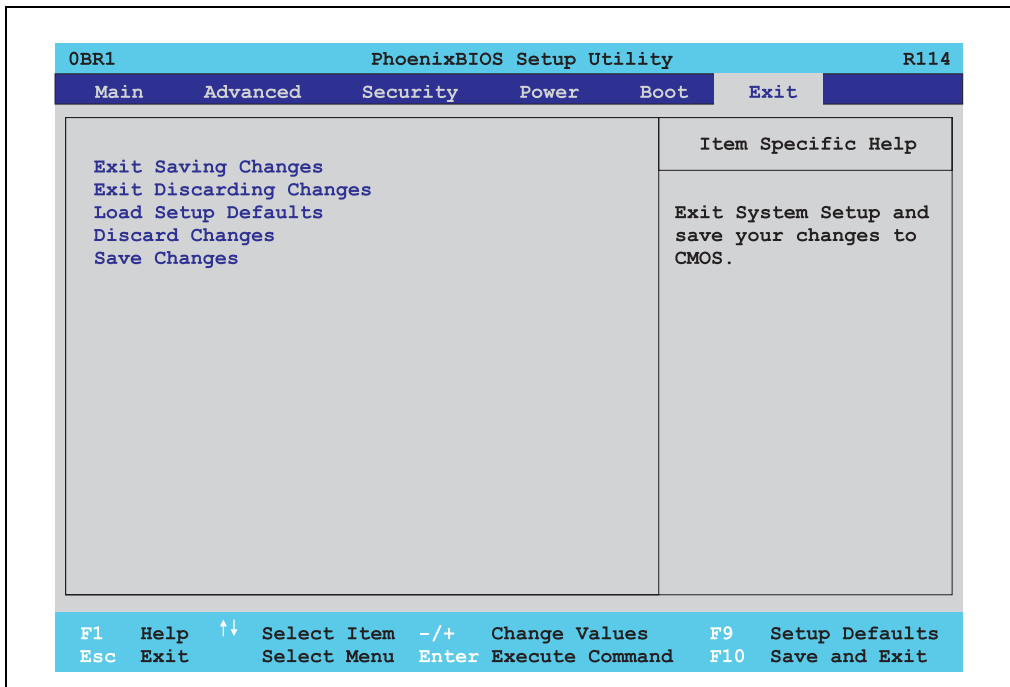 0BR1 PhoenixBIOS Setup Utility R114
Main Advanced Security Power Boot Exit
Exit Saving Changes
Exit Discarding Changes
Load Setup Defaults
Discard Changes
Save Changes
Item Specific Help
Exit System Setup and
save your changes to
CMOS.
F1 Help ↑↓ Select Item -/+ Change Values F9 Setup Defaults
Esc Exit Select Menu Enter Execute Command F10 Save and Exit